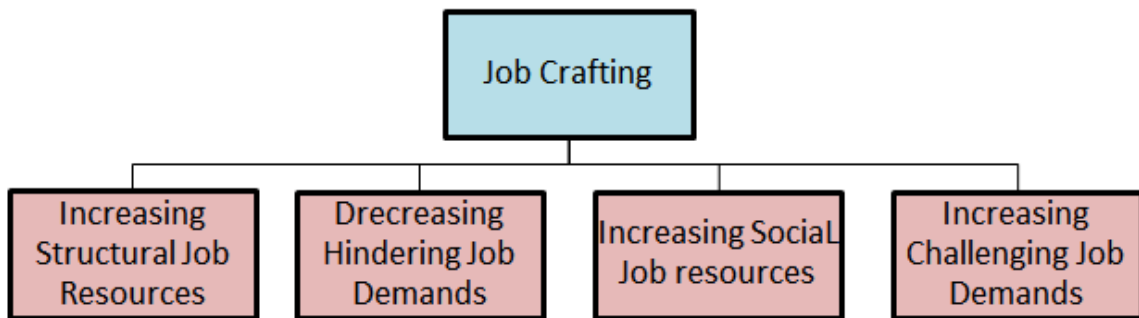 Job Crafting
Increasing
Structural Job
Resources
Drecreasing
Hindering Job
Demands
Increasing SociaL
Job resources
Increasing
Challenging Job
Demands